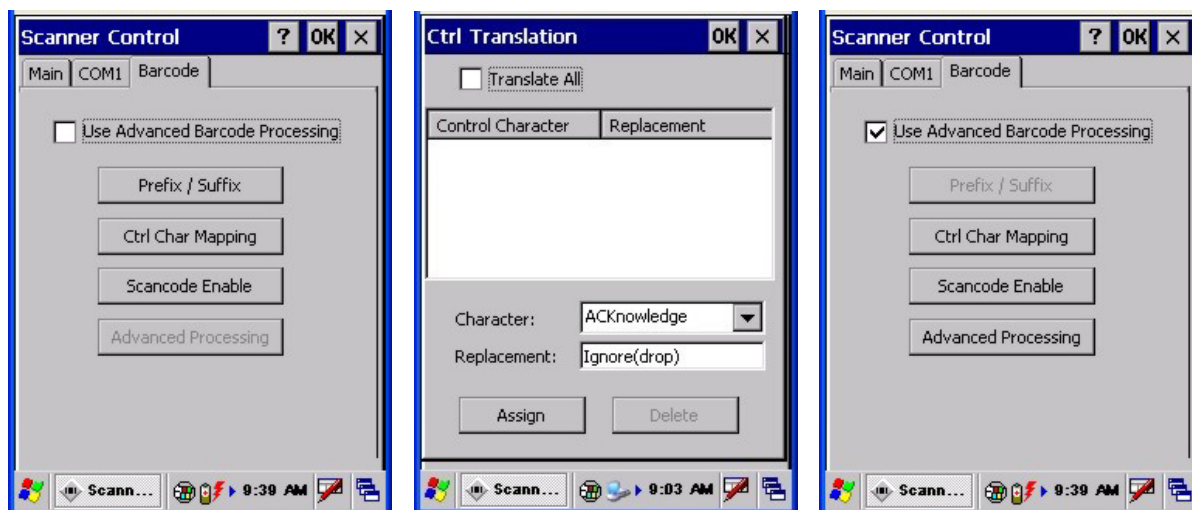 Scanner Control ? OK ×
Main COM1 Barcode
Use Advanced Barcode Processing
Prefix / Suffix
Ctrl Char Mapping
Scancode Enable
Advanced Processing
Scann... 9:39 AM
Ctrl Translation OK ×
Translate All
Control Character Replacement
Character: ACKnowledge
Replacement: Ignore(drop)
Assign Delete
Scann... 9:03 AM
Scanner Control ? OK ×
Main COM1 Barcode
Use Advanced Barcode Processing
Prefix / Suffix
Ctrl Char Mapping
Scancode Enable
Advanced Processing
Scann... 9:39 AM